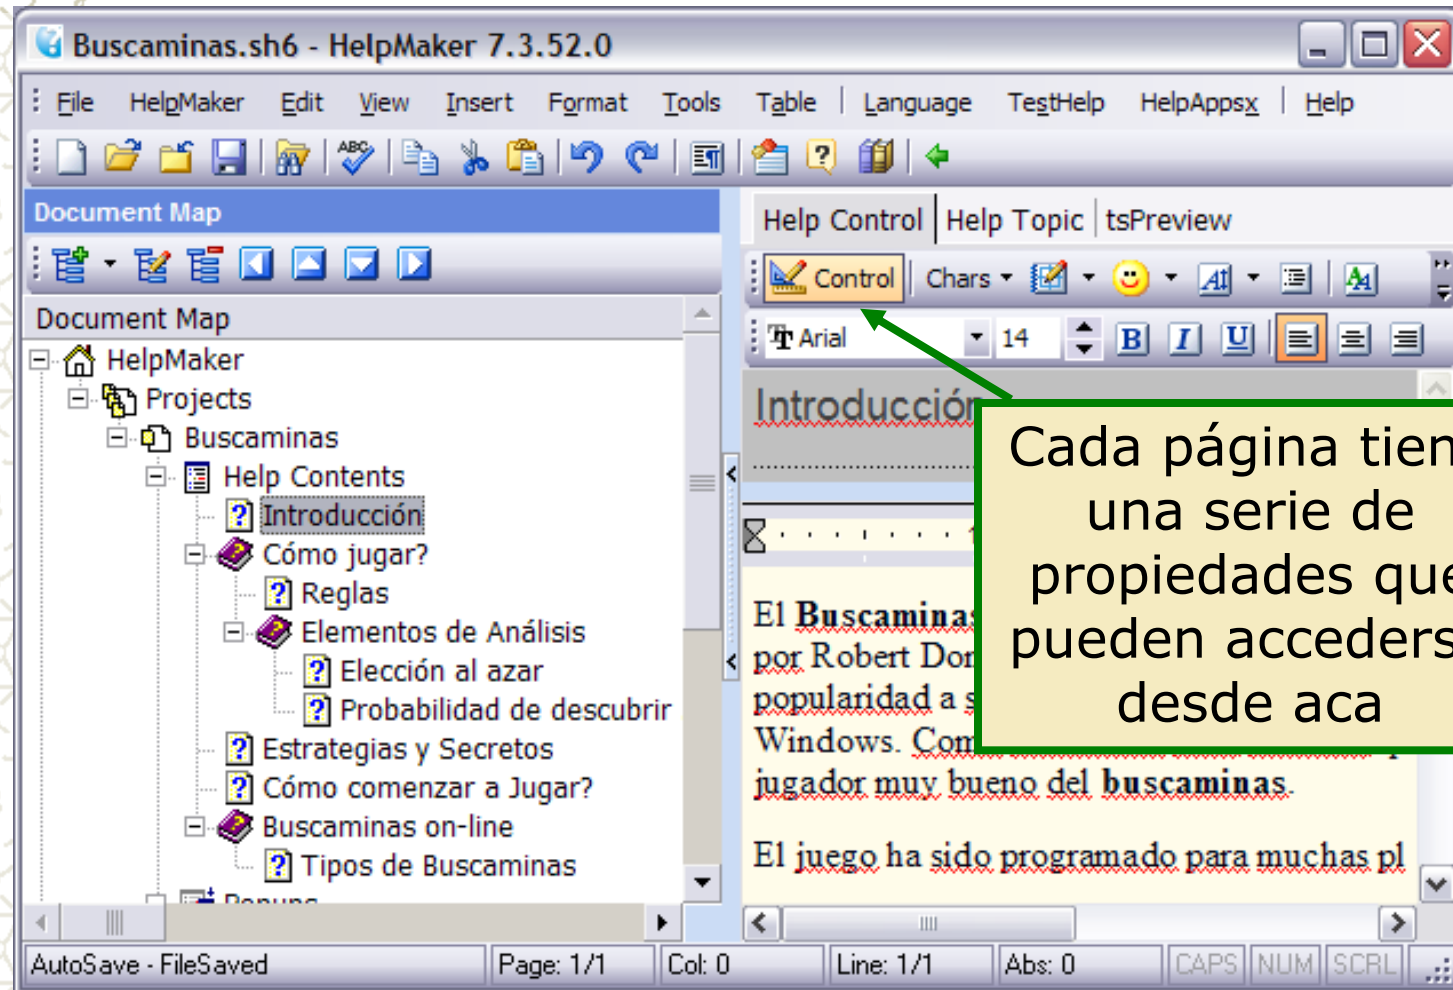 Buscaminas.sh6 - HelpMaker 7.3.52.0
File HelpMaker Edit View Insert Format Tools Table Language TestHelp HelpAppsx Help
ABC
Document Map
Help Control Help Topic tsPreview
Control Chars
Document Map
Arial 14 B I U
HelpMaker
Projects
Buscaminas
Help Contents
Introducción
Cómo jugar?
Reglas
Elementos de Análisis
Elección al azar
Probabilidad de descubrir
Estrategias y Secretos
Cómo comenzar a Jugar?
Buscaminas on-line
Tipos de Buscaminas
Popups
Introducción
Cada página tien
una serie de
propiedades que
pueden acceders
desde aca
El Buscaminas
por Robert Don
popularidad a s
Windows. Com
jugador muy bueno del buscaminas.
El juego ha sido programado para muchas pl
AutoSave - FileSaved Page: 1/1 Col: 0 Line: 1/1 Abs: 0 CAPS NUM SCRL